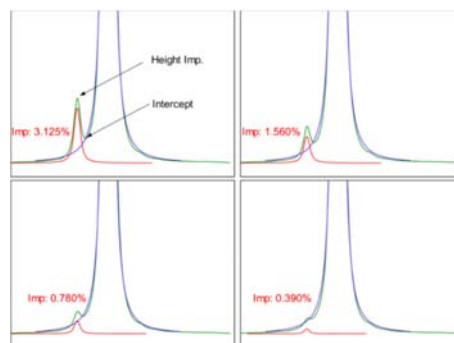 Height Imp.
Intercept
Imp: 3.125%
Imp: 1.560%
Imp: 0.780%
Imp: 0.390%